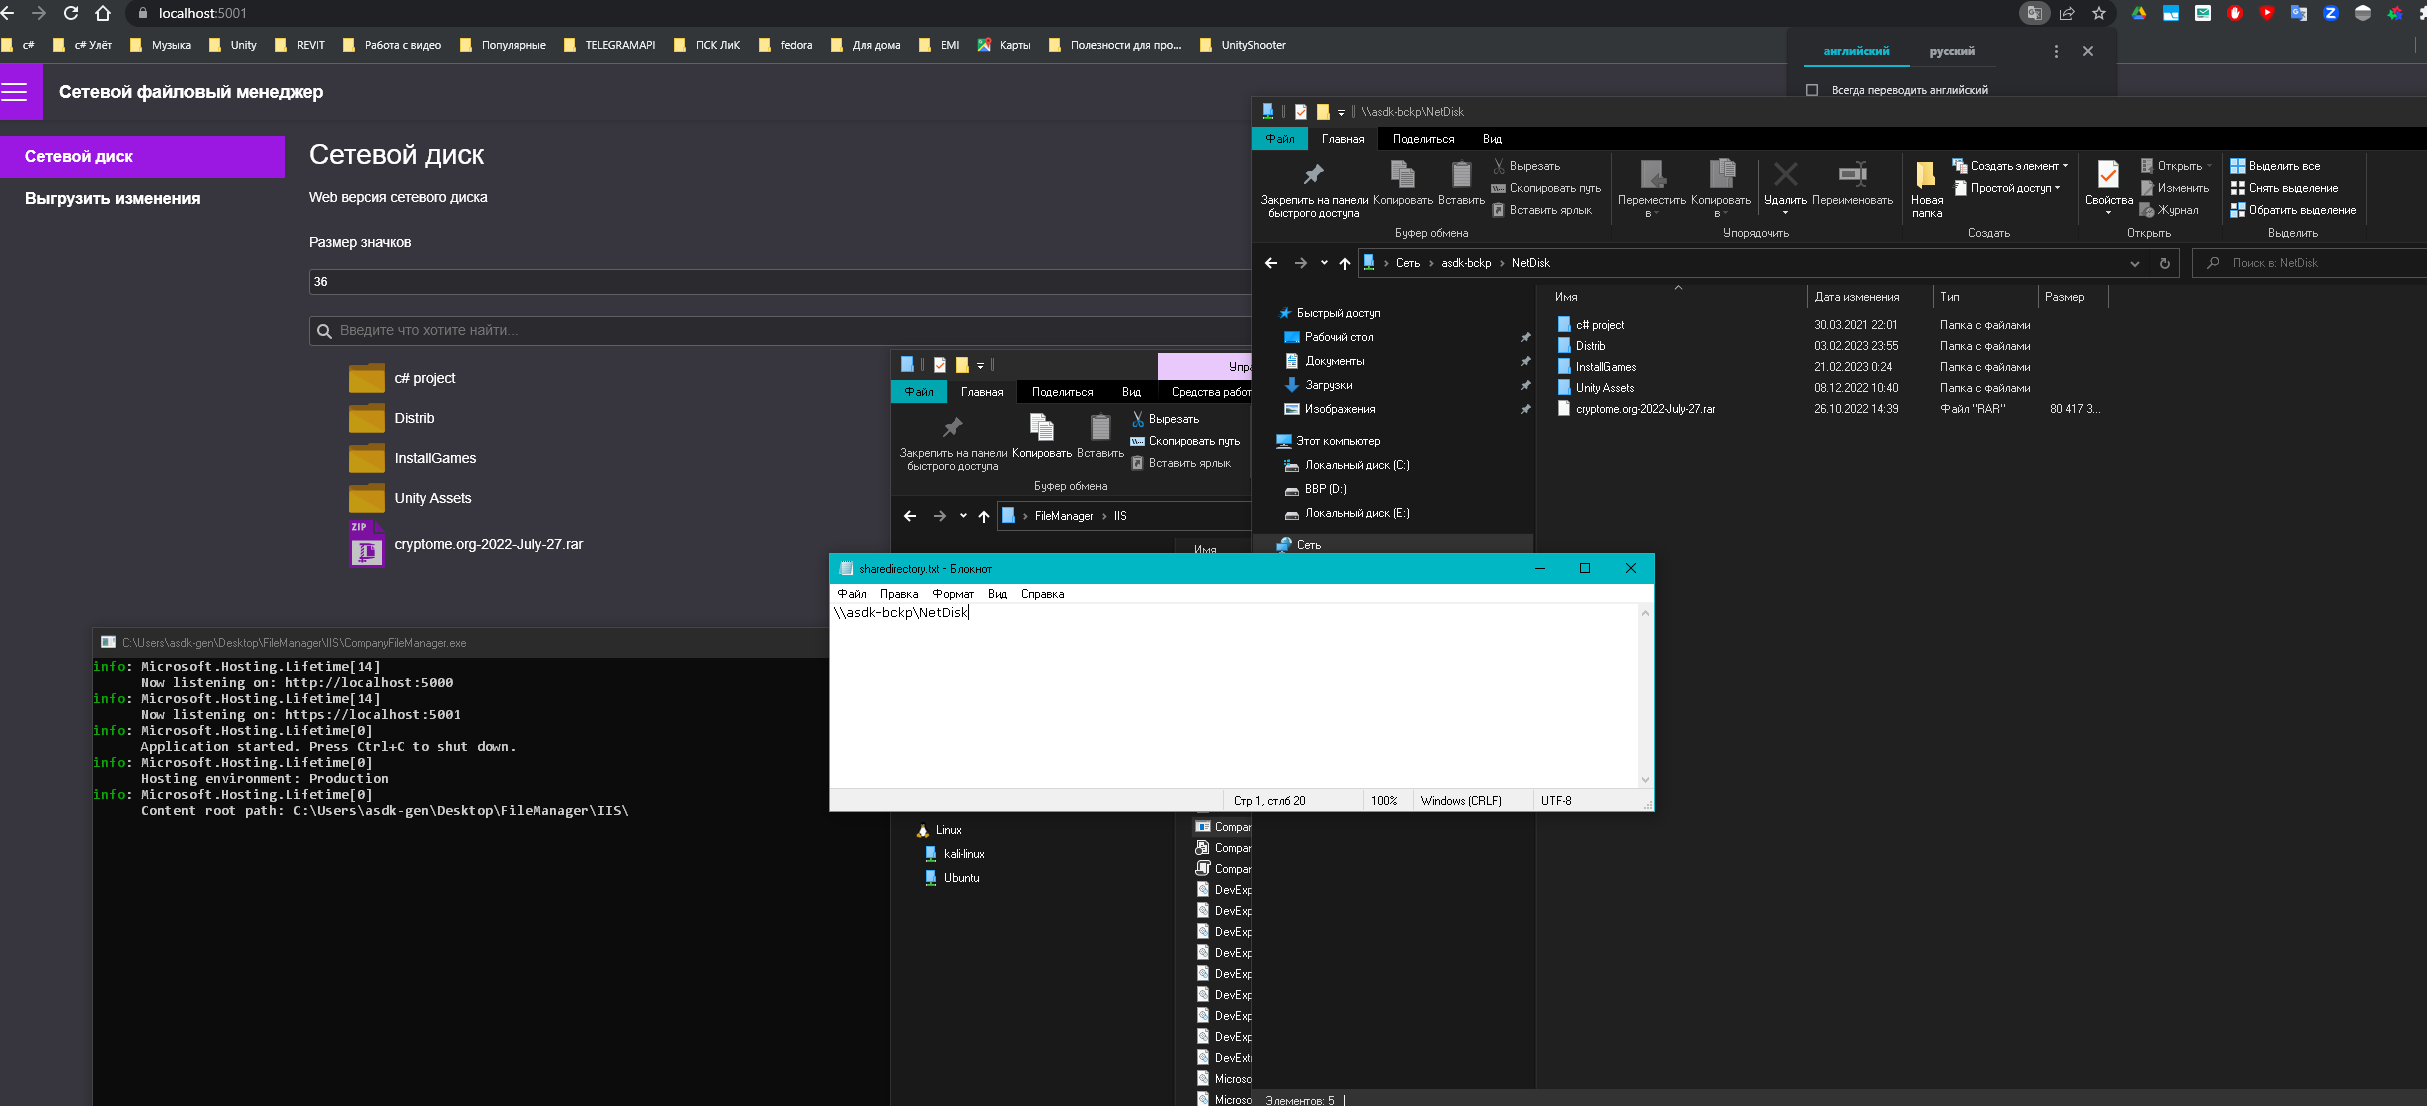 localhost:5001
c#
c# Улёт
Музыка
Unity
REVIT
Работа с видео
Популярные
TELEGRAMAPI
ПСК ЛиК
fedora
Для дома
EMI
Карты
Полезности для про...
UnityShooter
английский
русский
Всегда переводить английский
Сетевой файловый менеджер
Сетевой диск
Выгрузить изменения
Сетевой диск
Web версия сетевого диска
Размер значков
36
Введите что хотите найти...
c# project
Distrib
InstallGames
Unity Assets
ZIP
cryptome.org-2022-July-27.rar
\\asdk-bckp\NetDisk
Файл
Главная
Поделиться
Вид
Закрепить на панели быстрого доступа
Копировать
Вставить
Вырезать
Скопировать путь
Вставить ярлык
Буфер обмена
Переместить в
Копировать в
Удалить
Переименовать
Упорядочить
Новая папка
Создать элемент
Простой доступ
Создать
Свойства
Открыть
Изменить
Журнал
Открыть
Выделить все
Снять выделение
Обратить выделение
Выделить
Сеть
asdk-bckp
NetDisk
Поиск в: NetDisk
Быстрый доступ
Рабочий стол
Документы
Загрузки
Изображения
Этот компьютер
Локальный диск (C:)
BBP (D:)
Локальный диск (E:)
Сеть
Имя
Дата изменения
Тип
Размер
c# project 30.03.2021 22:01 Папка с файлами
Distrib 03.02.2023 23:55 Папка с файлами
InstallGames 21.02.2023 0:24 Папка с файлами
Unity Assets 08.12.2022 10:40 Папка с файлами
cryptome.org-2022-July-27.rar 26.10.2022 14:39 Файл "RAR" 80 417 3...
Элементов: 5
Упра
Файл
Главная
Поделиться
Вид
Средства работ
Закрепить на панели быстрого доступа
Копировать
Вставить
Вырезать
Скопировать путь
Вставить ярлык
Буфер обмена
FileManager
IIS
Имя
sharedirectory.txt - Блокнот
Файл
Правка
Формат
Вид
Справка
\\asdk-bckp\NetDisk
Стр 1, стлб 20
100%
Windows (CRLF)
UTF-8
Linux
kali-linux
Ubuntu
Compar
Compar
Compar
DevExp
DevExp
DevExp
DevExp
DevExp
DevExp
DevExp
DevExp
DevExt
Microso
Microso
C:\Users\asdk-gen\Desktop\FileManager\IIS\CompanyFileManager.exe
info: Microsoft.Hosting.Lifetime[14]
Now listening on: http://localhost:5000
info: Microsoft.Hosting.Lifetime[14]
Now listening on: https://localhost:5001
info: Microsoft.Hosting.Lifetime[0]
Application started. Press Ctrl+C to shut down.
info: Microsoft.Hosting.Lifetime[0]
Hosting environment: Production
info: Microsoft.Hosting.Lifetime[0]
Content root path: C:\Users\asdk-gen\Desktop\FileManager\IIS\